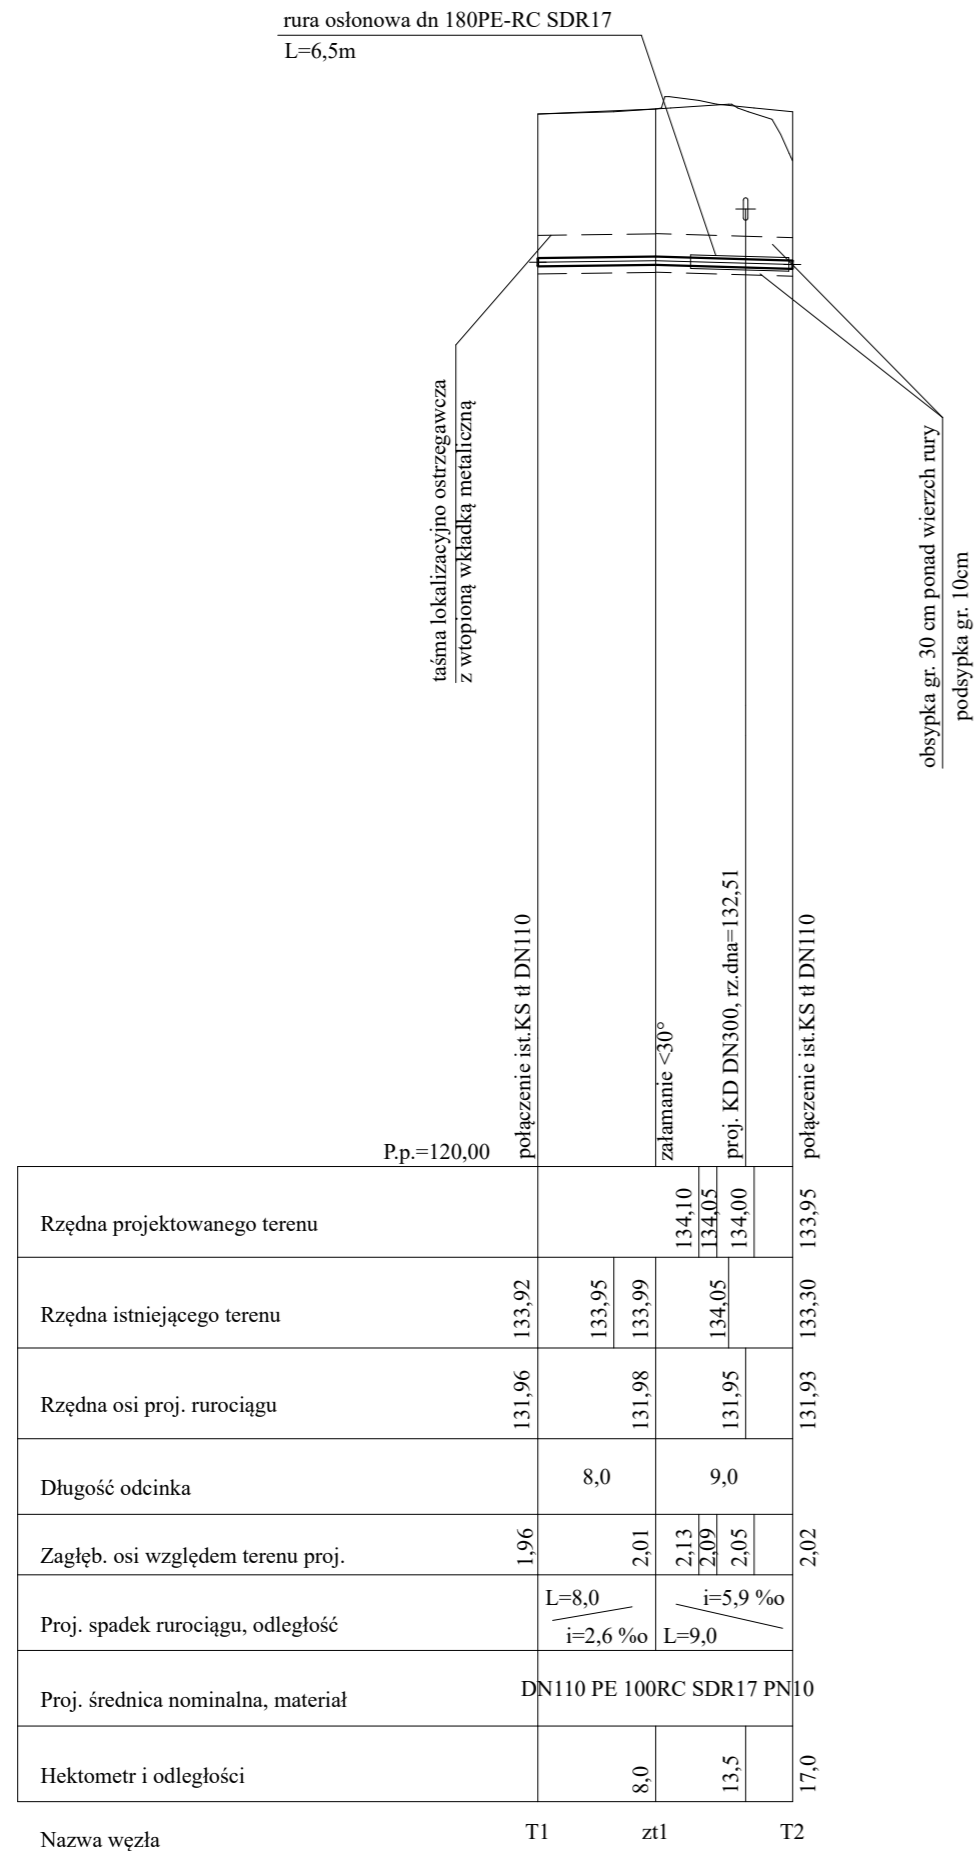 rura osłonowa dn 180PE-RC SDR17
L=6,5m
taśma lokalizacyjno ostrzegawcza
z wtopioną wkładką metaliczną
obsypka gr. 30 cm ponad wierzch rury
podsypka gr. 10cm
połączenie ist.KS tł DN110
załamanie <30°
proj. KD DN300, rz.dna=132,51
połączenie ist.KS tł DN110
P.p.=120,00
Rzędna projektowanego terenu 134,10 134,05 134,00 133,95
Rzędna istniejącego terenu 133,92 133,95 133,99 134,05 133,30
Rzędna osi proj. rurociągu 131,96 131,98 131,95 131,93
Długość odcinka 8,0 9,0
Zagłęb. osi względem terenu proj. 1,96 2,01 2,13 2,09 2,05 2,02
Proj. spadek rurociągu, odległość L=8,0 i=2,6 %o i=5,9 %o L=9,0
Proj. średnica nominalna, materiał DN110 PE 100RC SDR17 PN10
Hektometr i odległości 8,0 13,5 17,0
Nazwa węzła T1 zt1 T2